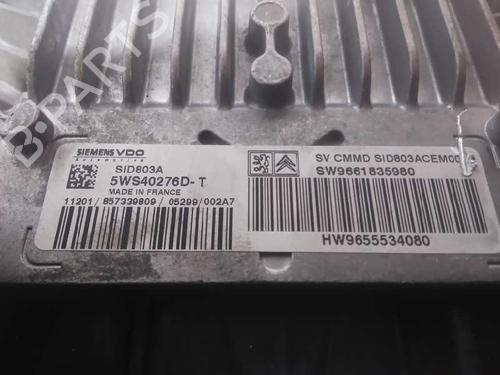 B-PARTS
SIEMENS VDO
Automotive
SID803A
5WS40276D-T
MADE IN FRANCE
11201 / 857339809 / 05299 / 002A7
SV CMMD SID803ACEM00
SW9661835980
HW9655534080